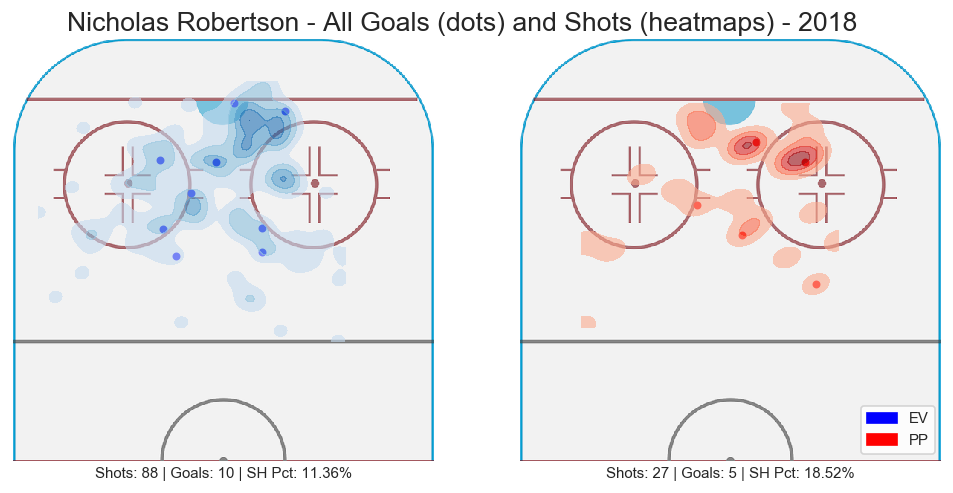 Nicholas Robertson - All Goals (dots) and Shots (heatmaps) - 2018
EV
PP
Shots: 88 | Goals: 10 | SH Pct: 11.36%
Shots: 27 | Goals: 5 | SH Pct: 18.52%